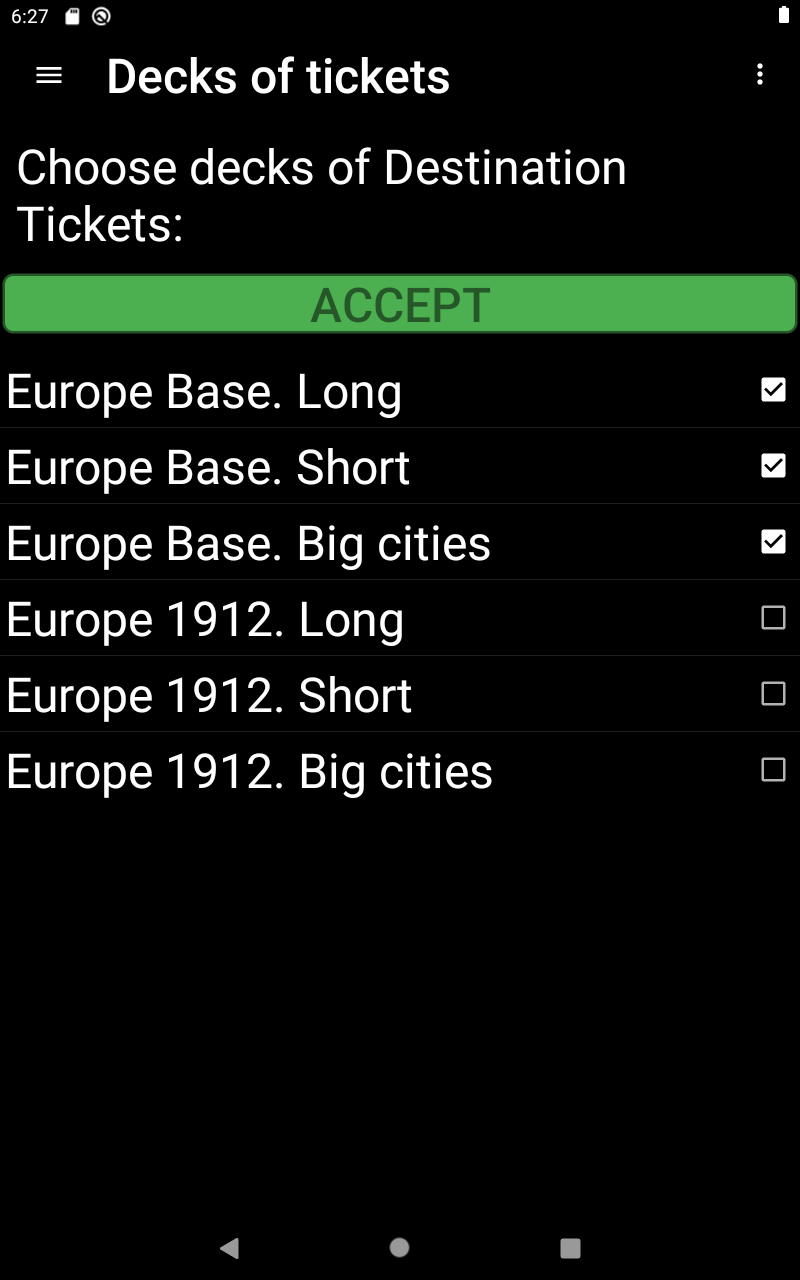 6:27
Decks of tickets
Choose decks of Destination
Tickets:
ACCEPT
Europe Base. Long
Europe Base. Short
Europe Base. Big cities
Europe 1912. Long
Europe 1912. Short
Europe 1912. Big cities